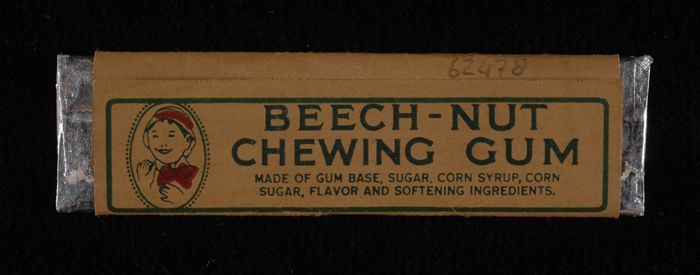 62478
BEECH-NUT
CHEWING GUM
MADE OF GUM BASE, SUGAR, CORN SYRUP, CORN
SUGAR, FLAVOR AND SOFTENING INGREDIENTS.